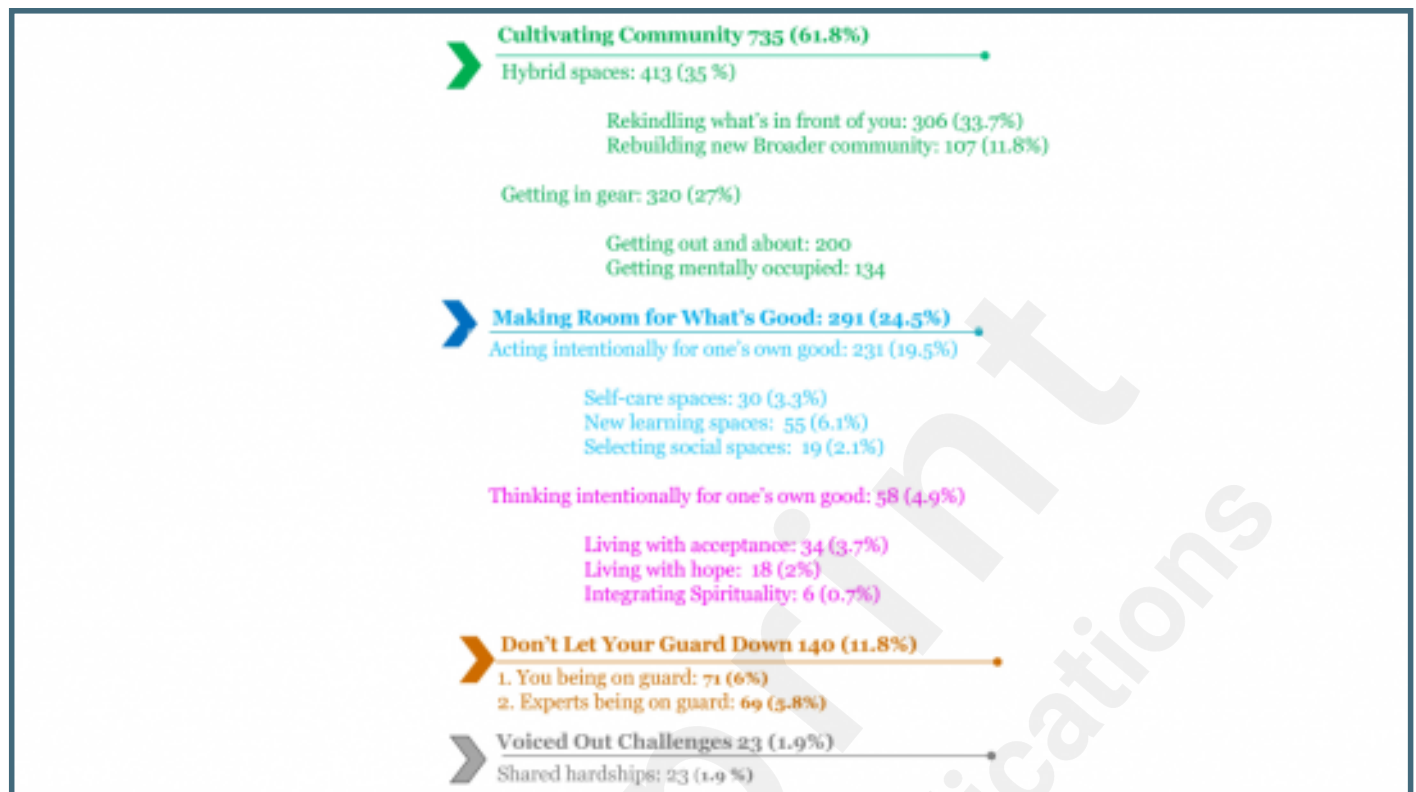 Cultivating Community 735 (61.8%)
Hybrid spaces: 413 (35 %)
Rekindling what's in front of you: 306 (33.7%)
Rebuilding new Broader community: 107 (11.8%)
Getting in gear: 320 (27%)
Getting out and about: 200
Getting mentally occupied: 134
Making Room for What's Good: 291 (24.5%)
Acting intentionally for one's own good: 231 (19.5%)
Self-care spaces: 30 (3.3%)
New learning spaces: 55 (6.1%)
Selecting social spaces: 19 (2.1%)
Thinking intentionally for one's own good: 58 (4.9%)
Living with acceptance: 34 (3.7%)
Living with hope: 18 (2%)
Integrating Spirituality: 6 (0.7%)
Don't Let Your Guard Down 140 (11.8%)
1. You being on guard: 71 (6%)
2. Experts being on guard: 69 (5.8%)
Voiced Out Challenges 23 (1.9%)
Shared hardships: 23 (1.9 %)